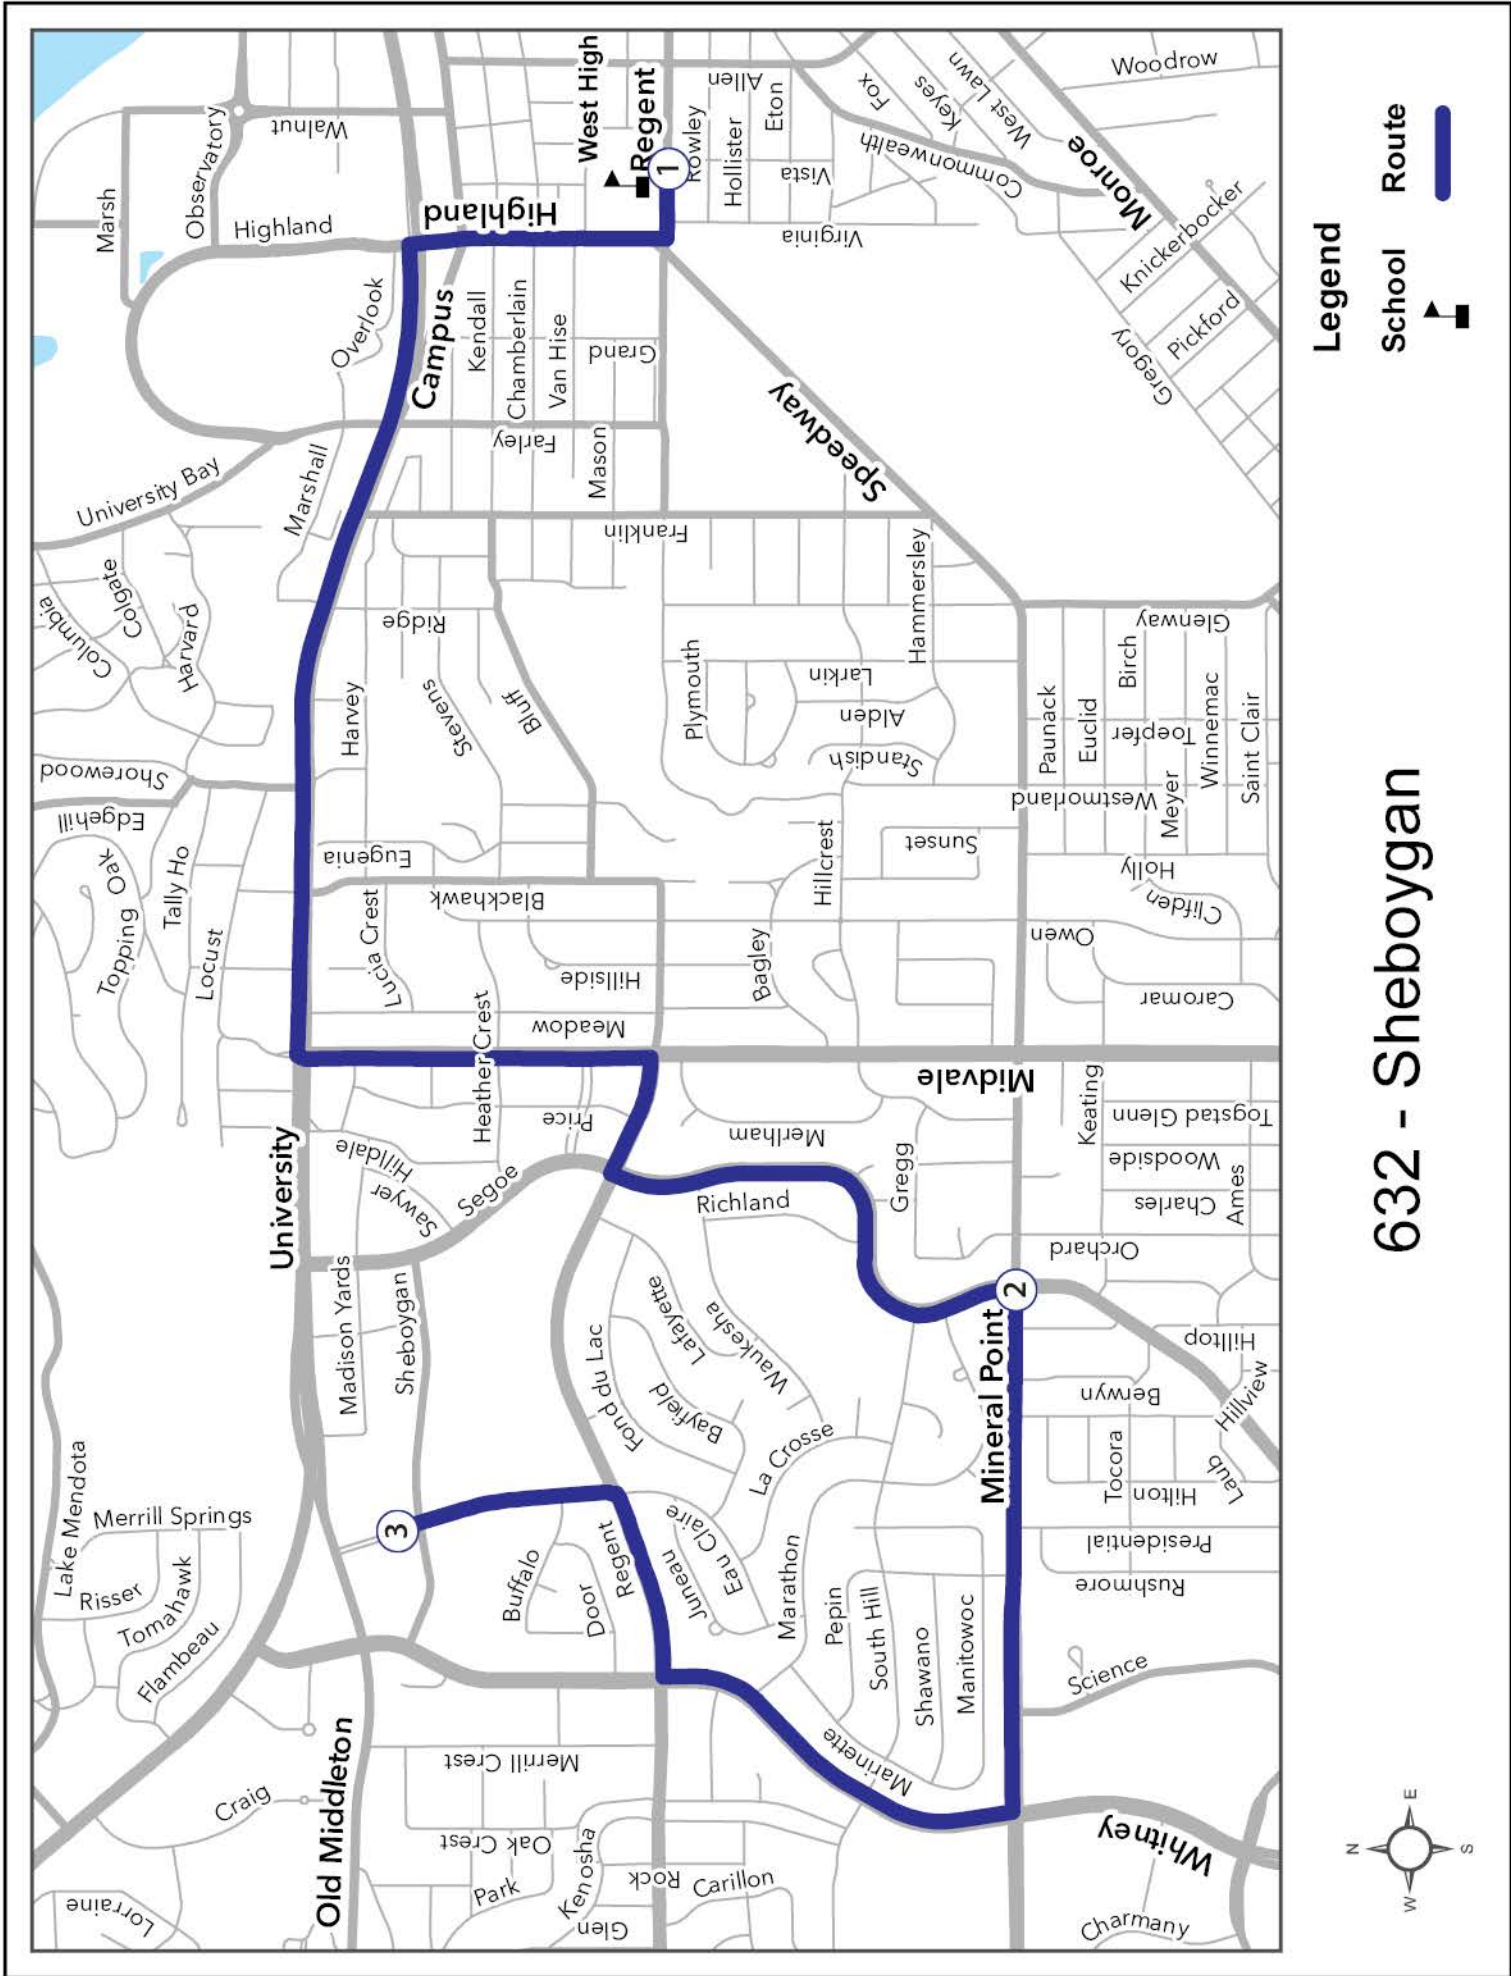 Marsh
Observatory
Walnut
Highland
West High
Regent
1
Rowley
Allen
Hollister
Eton
Vista
Virginia
Fox
Keyes
West Lawn
Commonwealth
Monroe
Woodrow
Knickerbocker
Pickford
Gregory
Highland
Overlook
Campus
Kendall
Chamberlain
Van Hise
Grand
Farley
Mason
Speedway
University Bay
Marshall
Franklin
Columbia
Colgate
Harvard
Ridge
Harvey
Stevens
Bluff
Plymouth
Larkin
Alden
Standish
Hammersley
Glenway
Birch
Paunack
Euclid
Toepfer
Winnemac
Saint Clair
Westmorland
Meyer
Shorewood
Edgehill
Topping Oak
Tally Ho
Locust
Eugenia
Blackhawk
Lucia Crest
Hillside
Meadow
Heather Crest
Hillcrest
Sunset
Bagley
Holly
Clifden
Owen
Caromar
Midvale
Price
Merlham
Gregg
Keating
Togstad Glenn
Woodside
Charles
Ames
Orchard
University
Hilldale
Sawyer
Segoe
Richland
Madison Yards
Sheboygan
Fond du Lac
Lafayette
Waukesha
Bayfield
La Crosse
2
Mineral Point
Hilltop
Hillview
Berwyn
Tocora
Hilton
Laub
Presidential
Rushmore
Lake Mendota
Merrill Springs
Risser
Tomahawk
Flambeau
3
Buffalo
Door
Regent
Juneau
Eau Claire
Marathon
Pepin
South Hill
Shawano
Manitowoc
Marinette
Science
Old Middleton
Merrill Crest
Craig
Oak Crest
Park
Kenosha
Glen
Rock
Carillon
Lorraine
Whitney
Charmany
Legend
School
Route
632 - Sheboygan
N
E
S
W